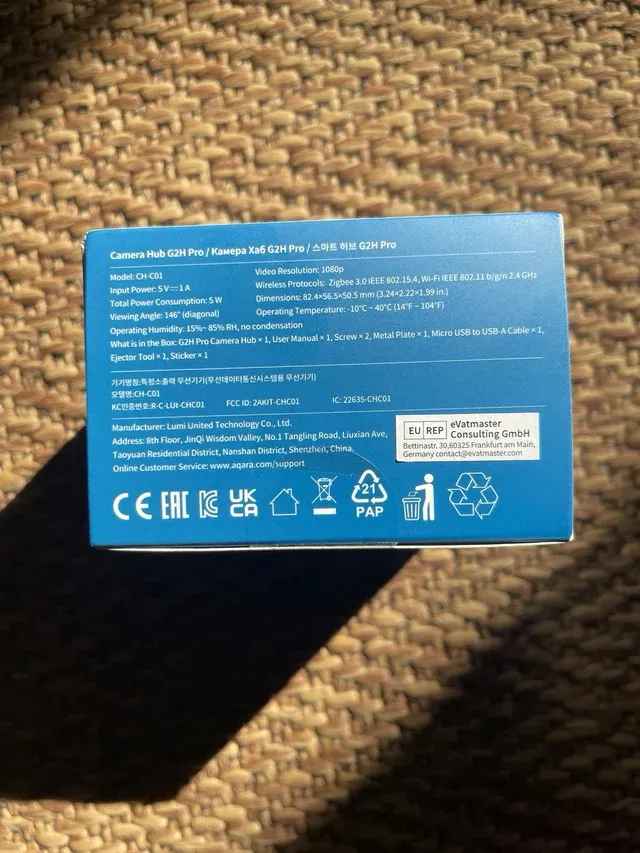 Camera Hub G2H Pro / Камера Хаб G2H Pro / 스마트 허브 G2H Pro
Model: CH-C01
Input Power: 5 V⎓1 A
Total Power Consumption: 5 W
Viewing Angle: 146° (diagonal)
Video Resolution: 1080p
Wireless Protocols: Zigbee 3.0 IEEE 802.15.4, Wi-Fi IEEE 802.11 b/g/n 2.4 GHz
Dimensions: 82.4×56.5×50.5 mm (3.24×2.22×1.99 in.)
Operating Temperature: -10°C ~ 40°C (14°F ~ 104°F)
Operating Humidity: 15%~ 85% RH, no condensation
What is in the Box: G2H Pro Camera Hub × 1, User Manual × 1, Screw × 2, Metal Plate × 1, Micro USB to USB-A Cable × 1,
Ejector Tool × 1, Sticker × 1
기기명칭:특정소출력 무선기기(무선데이터통신시스템용 무선기기)
모델명:CH-C01
KC인증번호:R-C-LUt-CHC01 FCC ID: 2AKIT-CHC01 IC: 22635-CHC01
Manufacturer: Lumi United Technology Co., Ltd.
Address: 8th Floor, JinQi Wisdom Valley, No.1 Tangling Road, Liuxian Ave,
Taoyuan Residential District, Nanshan District, Shenzhen, China.
Online Customer Service: www.aqara.com/support
EU REP
eVatmaster
Consulting GmbH
Bettinastr. 30,60325 Frankfurt am Main,
Germany contact@evatmaster.com
CE EAC KC UK
CA
21
PAP